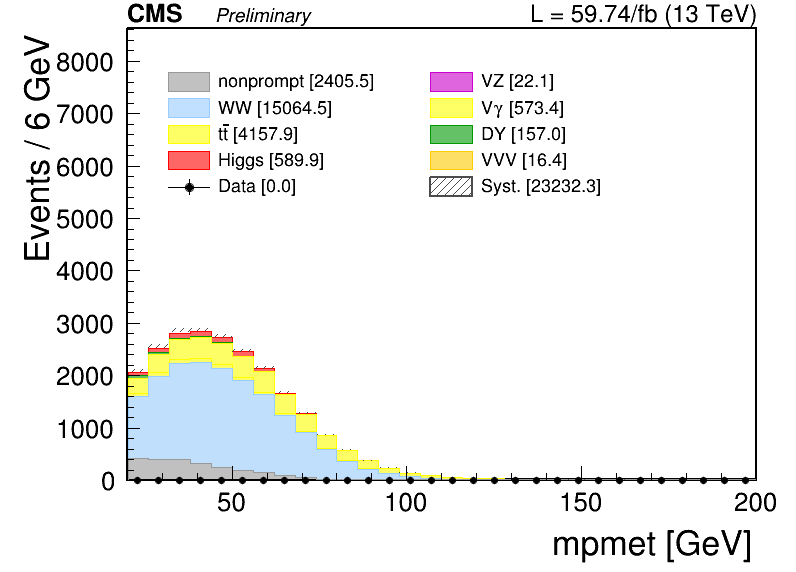 CMS Preliminary L = 59.74/fb (13 TeV)
Events / 6 GeV
8000
7000
6000
5000
4000
3000
2000
1000
0
nonprompt [2405.5]
WW [15064.5]
tt̄ [4157.9]
Higgs [589.9]
Data [0.0]
VZ [22.1]
Vγ [573.4]
DY [157.0]
VVV [16.4]
Syst. [23232.3]
50 100 150 200
mpmet [GeV]